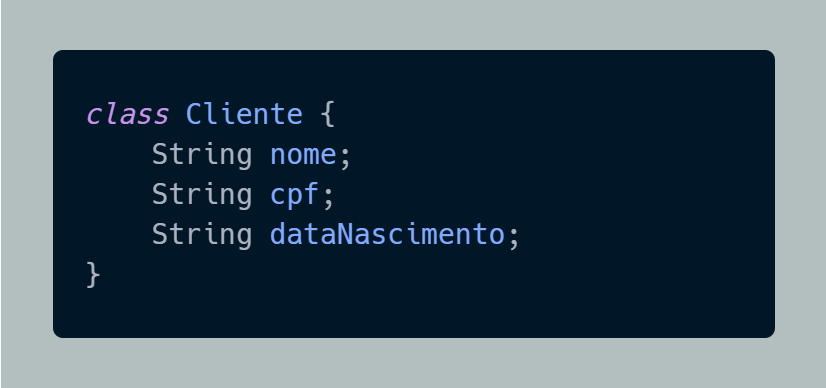 class Cliente {
    String nome;
    String cpf;
    String dataNascimento;
}